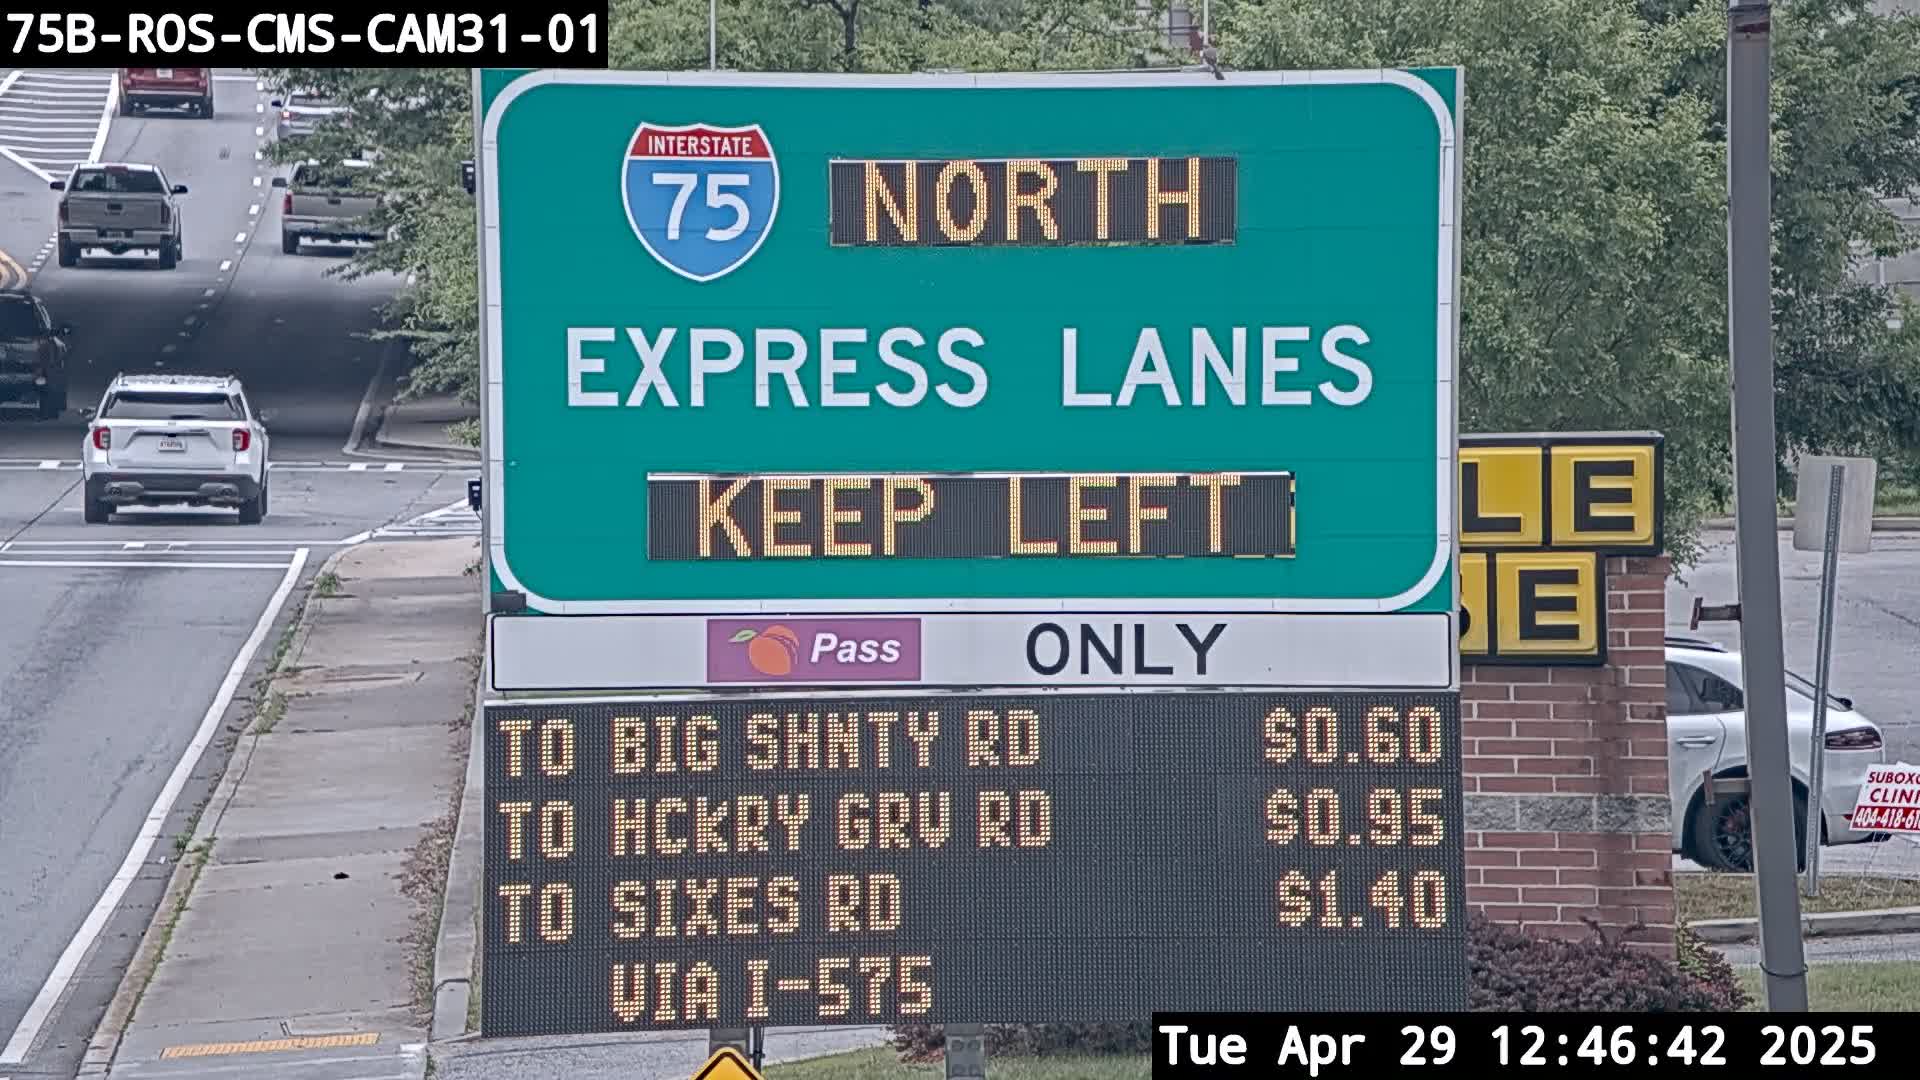 75B-ROS-CMS-CAM31-01
INTERSTATE
75
NORTH
EXPRESS LANES
KEEP LEFT
Pass ONLY
TO BIG SHNTY RD $0.60
TO HCKRY GRV RD $0.95
TO SIXES RD $1.40
VIA I-575
LE
E
CLINI
Tue Apr 29 12:46:42 2025